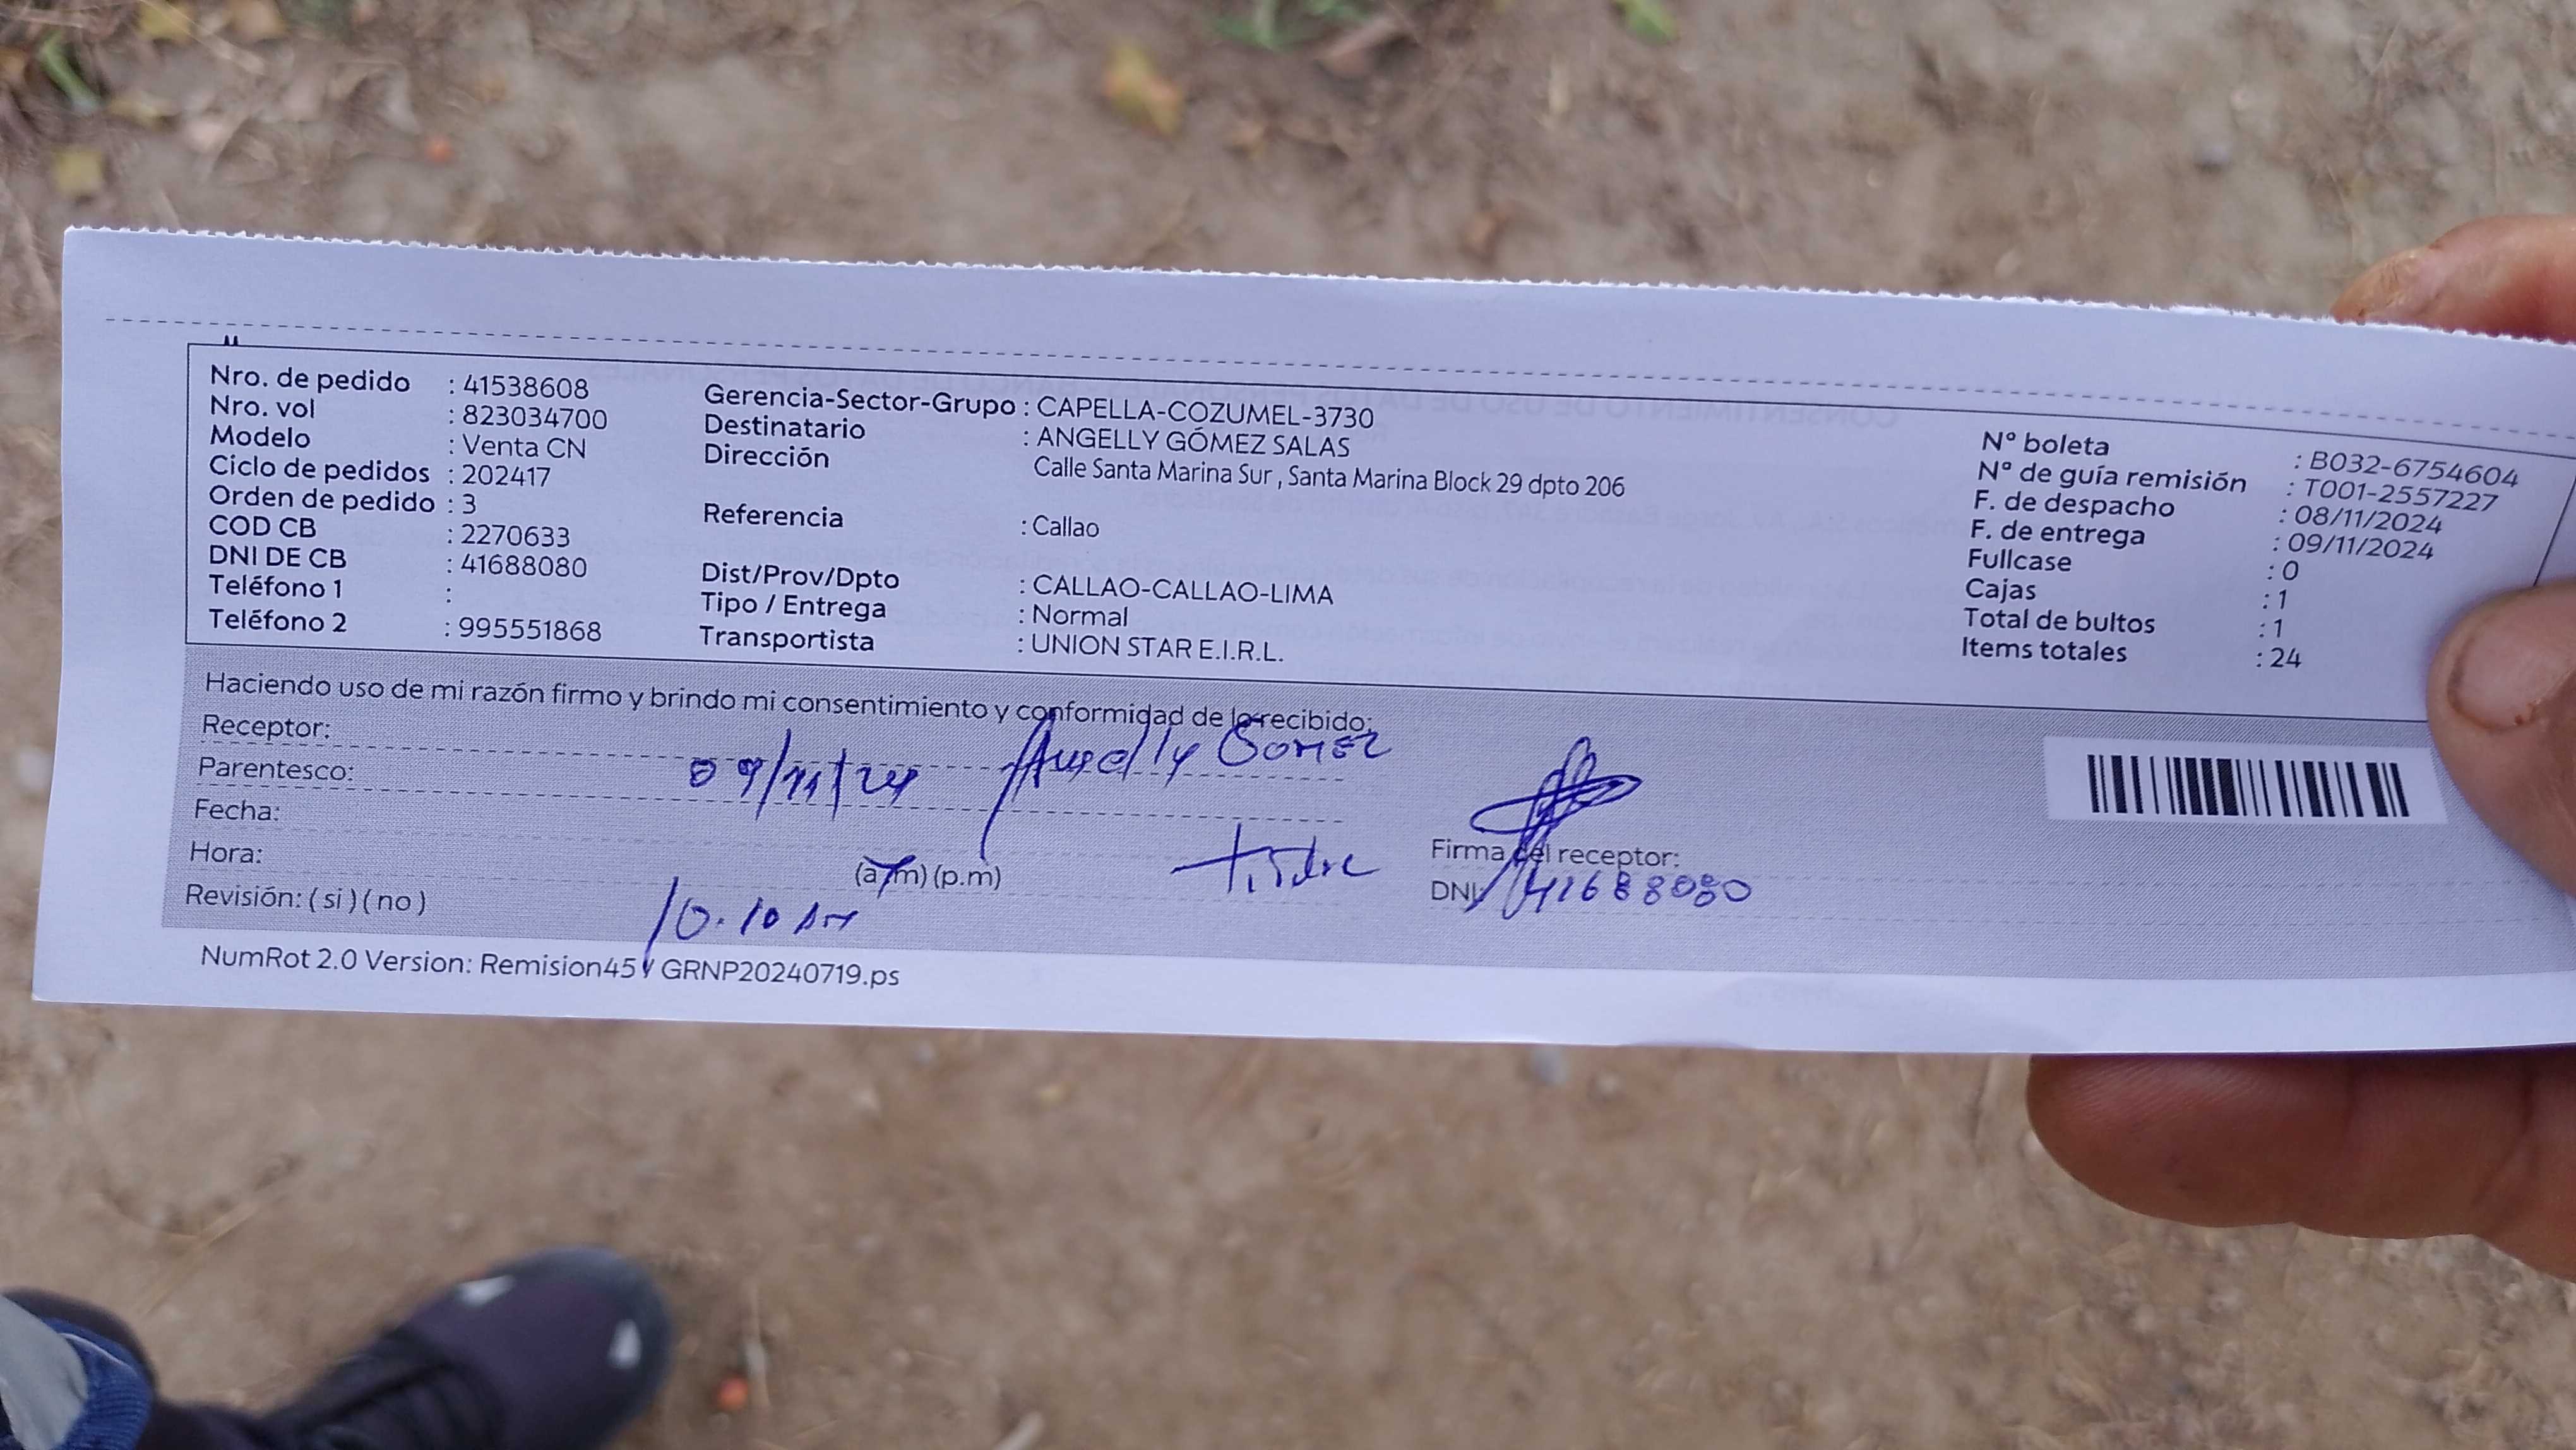 Nro. de pedido : 41538608
Nro. vol : 823034700
Modelo : Venta CN
Ciclo de pedidos : 202417
Orden de pedido : 3
COD CB : 2270633
DNI DE CB : 41688080
Teléfono 1 :
Teléfono 2 : 995551868
Gerencia-Sector-Grupo : CAPELLA-COZUMEL-3730
Destinatario : ANGELLY GÓMEZ SALAS
Dirección Calle Santa Marina Sur , Santa Marina Block 29 dpto 206
Referencia : Callao
Dist/Prov/Dpto : CALLAO-CALLAO-LIMA
Tipo / Entrega : Normal
Transportista : UNION STAR E.I.R.L.
N° boleta : B032-6754604
N° de guía remisión : T001-2557227
F. de despacho : 08/11/2024
F. de entrega : 09/11/2024
Fullcase : 0
Cajas : 1
Total de bultos : 1
Items totales : 24
Haciendo uso de mi razón firmo y brindo mi consentimiento y conformidad de lo recibido:
Receptor: Angelly Gomez
Parentesco:
09/11/24
Fecha:
Hora: (a.m) (p.m)
Revisión: ( si ) ( no )
10.10 AM
Firma del receptor:
DNI: 41688080
NumRot 2.0 Version: Remision45 GRNP20240719.ps